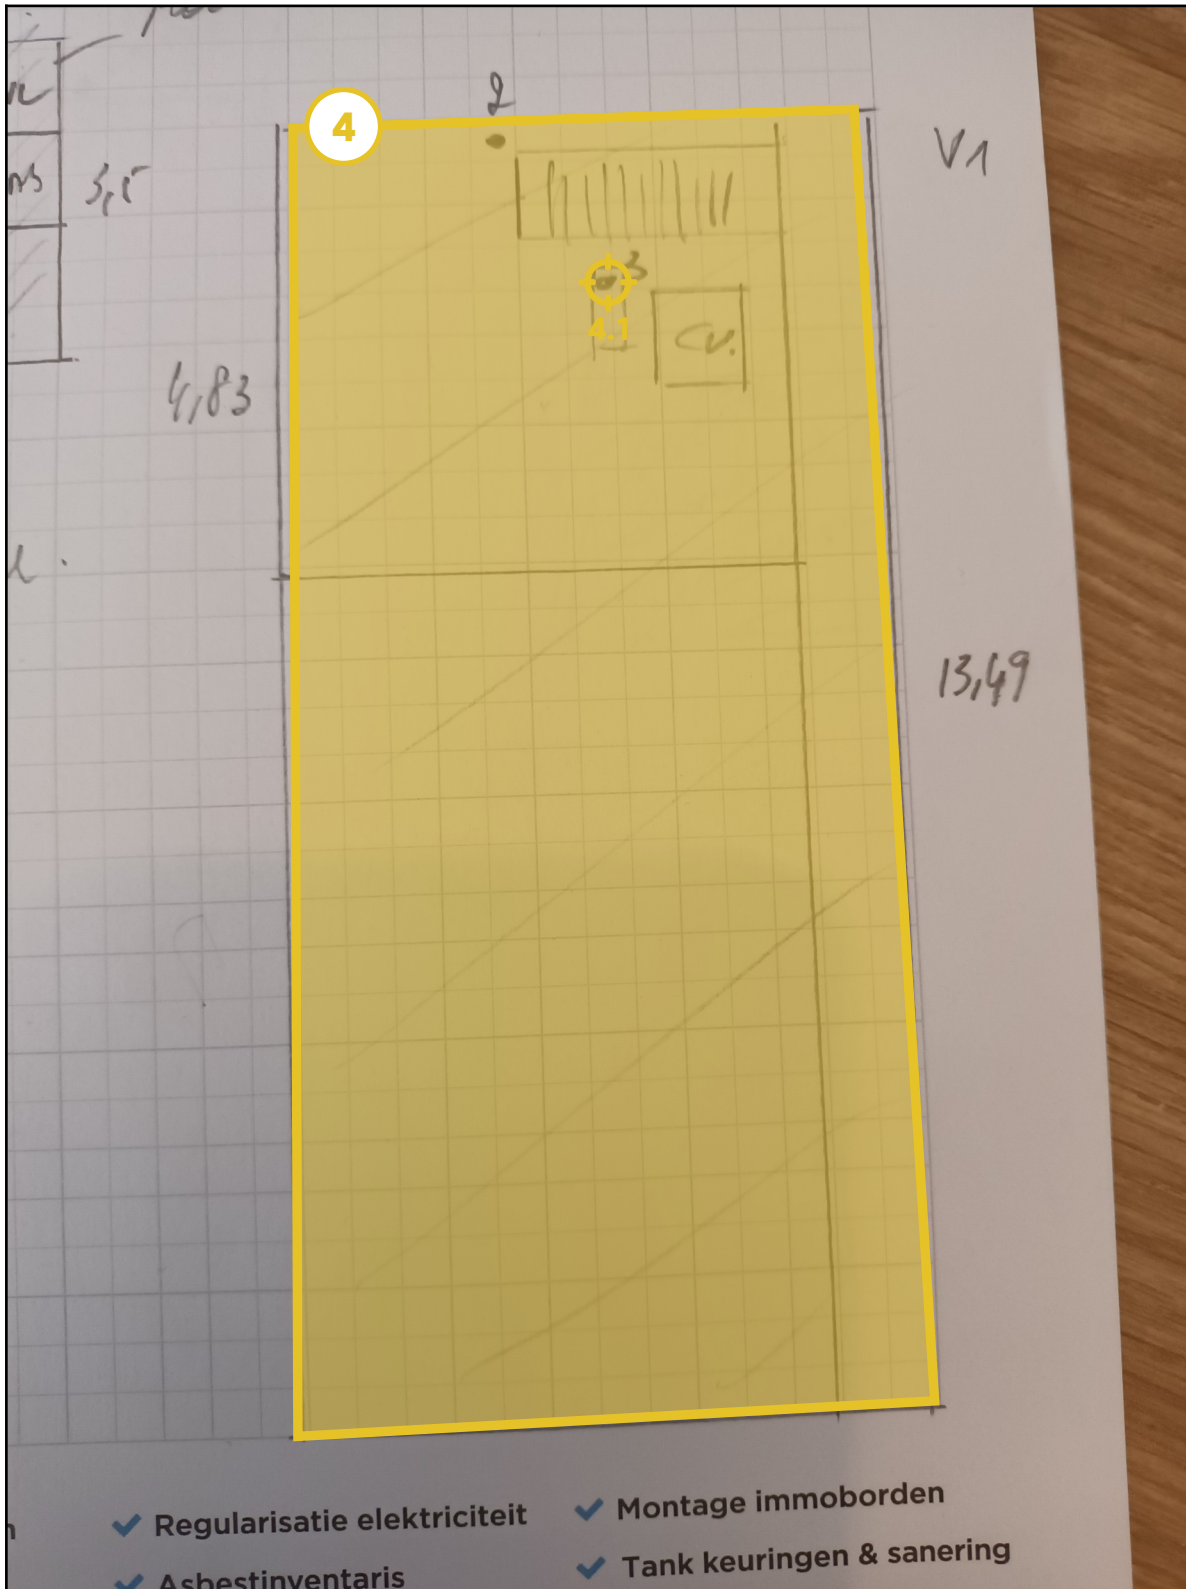 2
4
V1
3,5
3
4.1
CV.
4,83
13,49
Regularisatie elektriciteit
Montage immoborden
Asbestinventaris
Tank keuringen & sanering